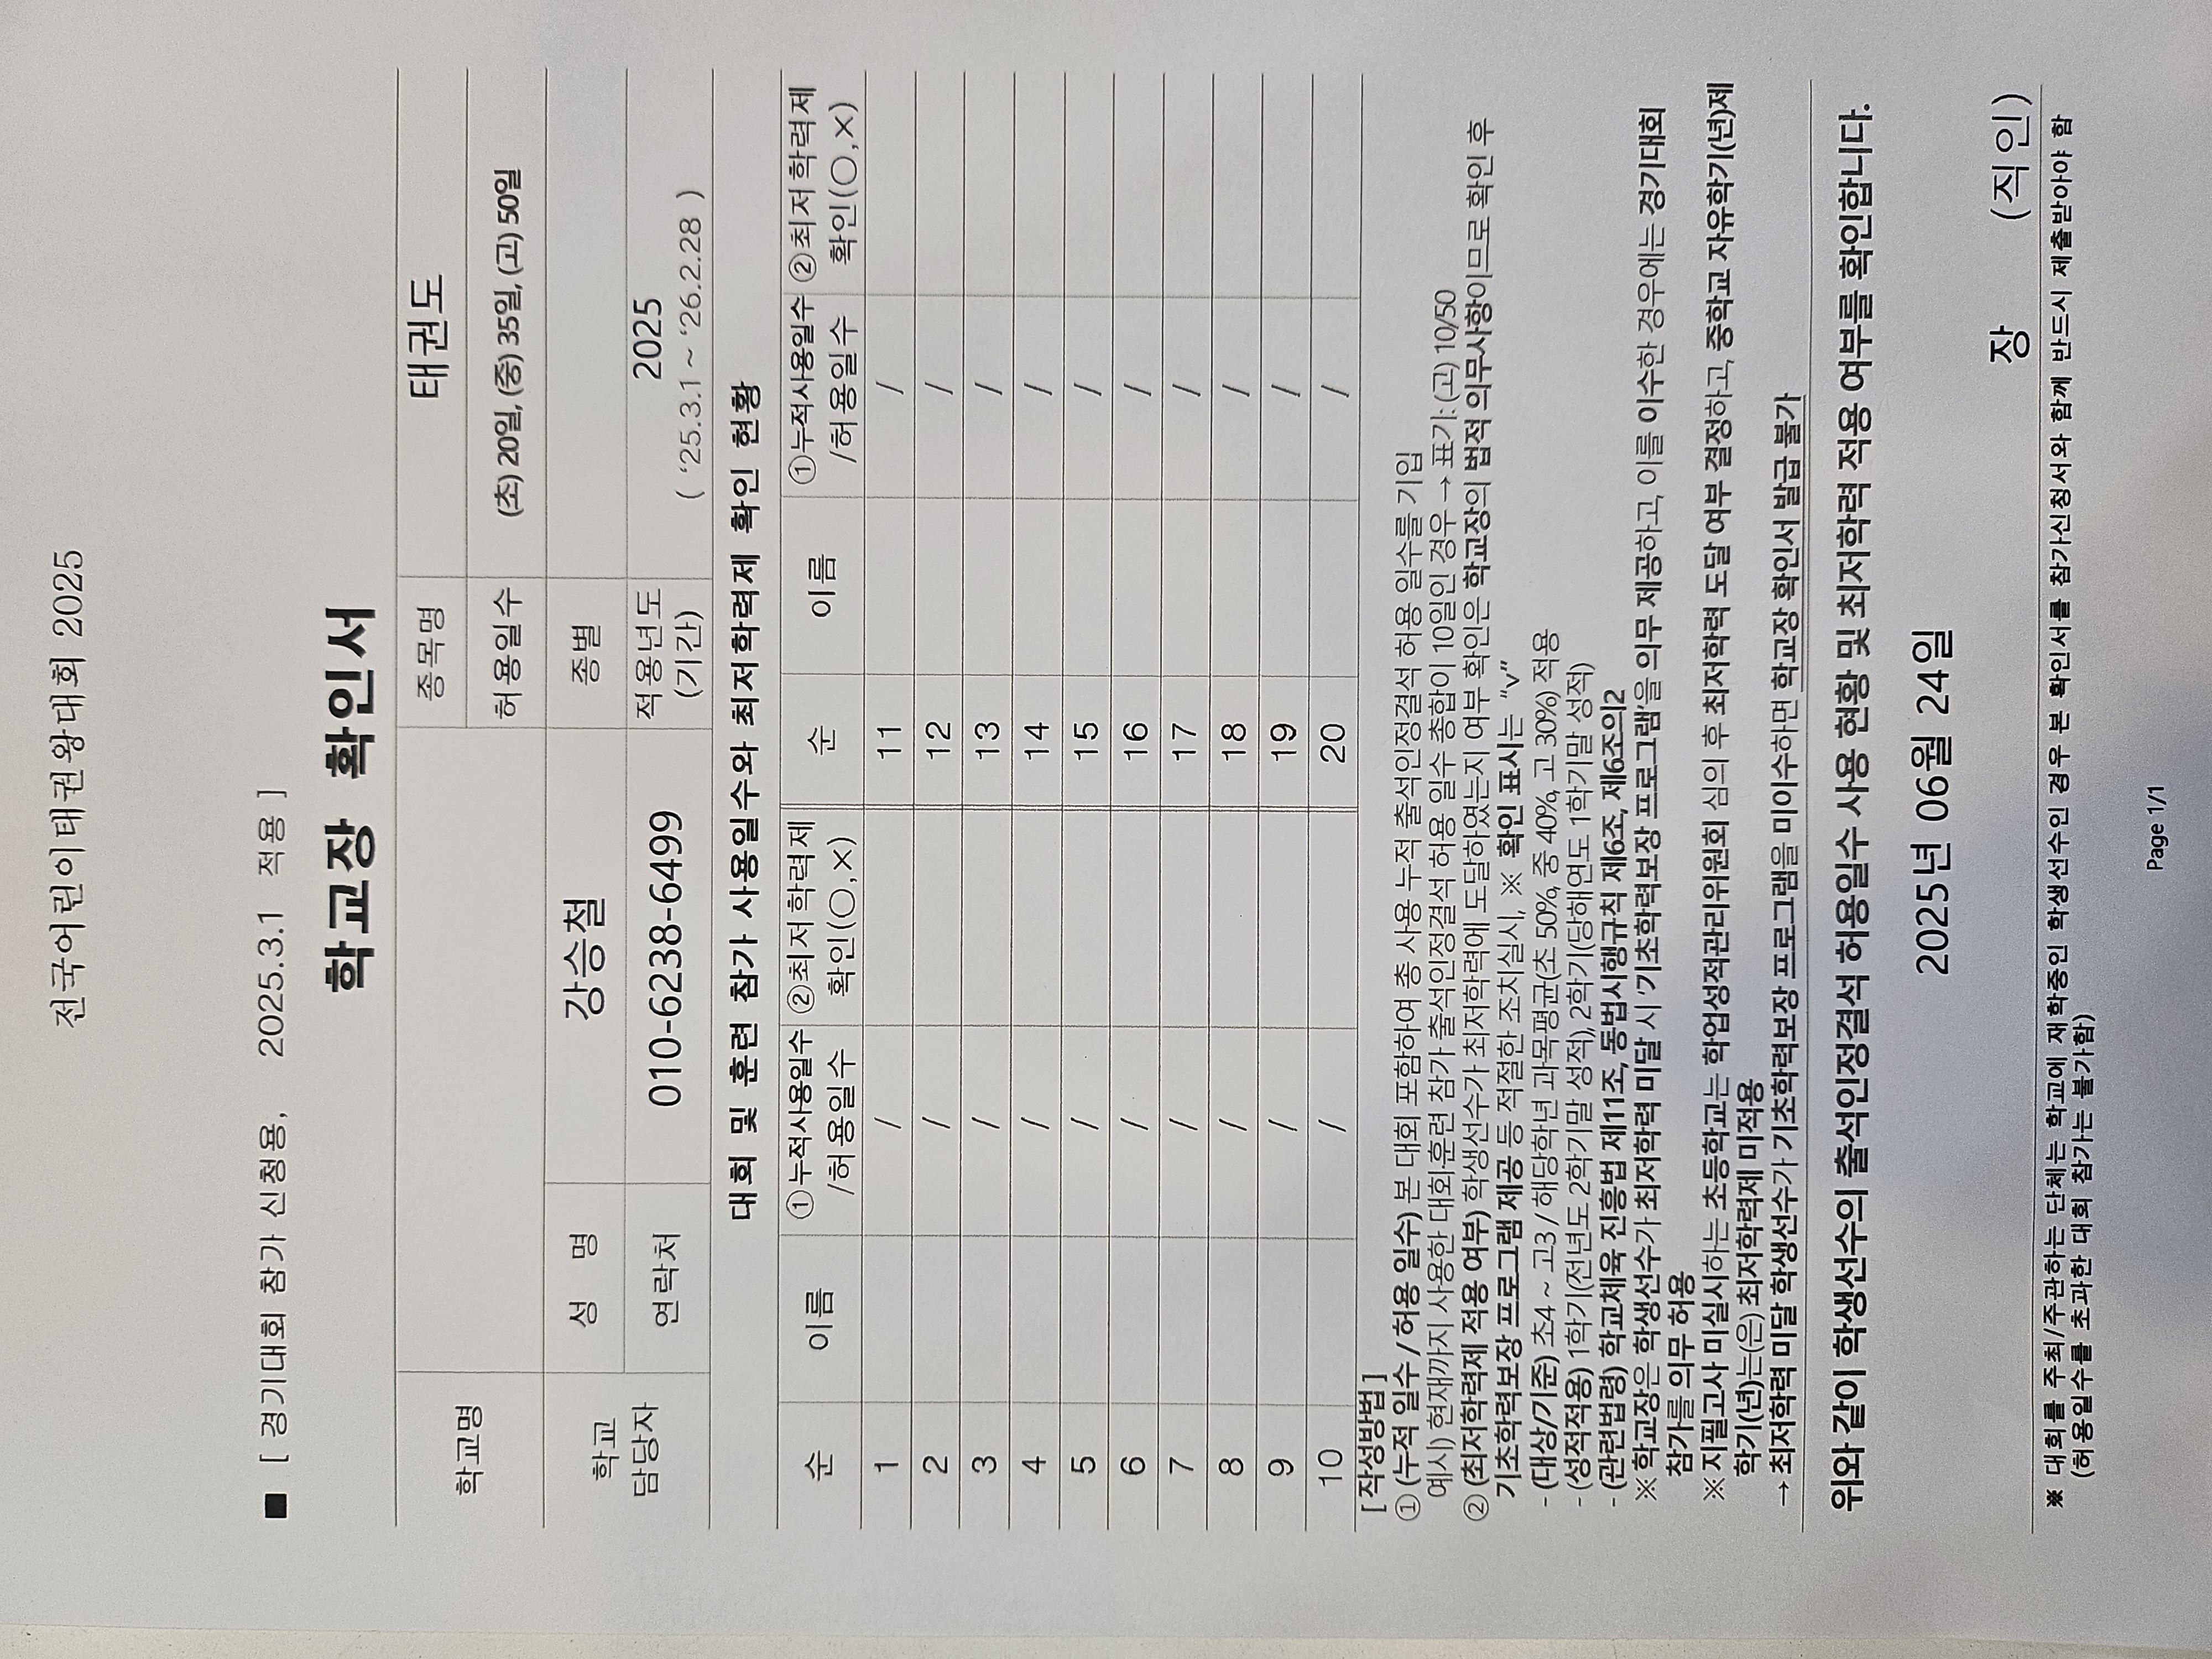 전국어린이태권왕대회 2025
■ [ 경기대회 참가 신청용, 2025.3.1 적용 ]
학교장 확인서
학교명 종목명 태권도
허용일수 (초) 20일, (중) 35일, (고) 50일
학교 담당자 성 명 강승철 종별
연락처 010-6238-6499 적용년도 (기간) 2025 ( ‘25.3.1 ~ ‘26.2.28 )
대회 및 훈련 참가 사용일수와 최저학력제 확인 현황
순 이름 ①누적사용일수 /허용일수 ②최저학력제 확인(○,×) 순 이름 ①누적사용일수 /허용일수 ②최저학력제 확인(○,×)
1 / 11 /
2 / 12 /
3 / 13 /
4 / 14 /
5 / 15 /
6 / 16 /
7 / 17 /
8 / 18 /
9 / 19 /
10 / 20 /
[ 작성방법 ]
① (누적 일수 / 허용 일수) 본 대회 포함하여 총 사용 누적 출석인정결석 허용 일수를 기입
예시) 현재까지 사용한 대회훈련 참가 출석인정결석 허용 일수 총합이 10일인 경우 → 표기: (고) 10/50
② (최저학력제 적용 여부) 학생선수가 최저학력에 도달하였는지 여부 확인은 학교장의 법적 의무사항이므로 확인 후
기초학력보장 프로그램 제공 등 적절한 조치실시, ※ 확인 표시는 “v”
- (대상/기준) 초4 ~ 고3 / 해당학년 과목평균(초 50%, 중 40%, 고 30%) 적용
- (성적적용) 1학기(전년도 2학기말 성적), 2학기(당해연도 1학기말 성적)
- (관련법령) 학교체육 진흥법 제11조, 동법시행규칙 제6조, 제6조의2
※ 학교장은 학생선수가 최저학력 미달 시 ‘기초학력보장 프로그램’을 의무 제공하고, 이를 이수한 경우에는 경기대회
참가를 의무 허용
※ 지필고사 미실시하는 초등학교는 학업성적관리위원회 심의 후 최저학력 도달 여부 결정하고, 중학교 자유학기(년)제
학기(년)는(은) 최저학력제 미적용
→ 최저학력 미달 학생선수가 기초학력보장 프로그램을 미이수하면 학교장 확인서 발급 불가
위와 같이 학생선수의 출석인정결석 허용일수 사용 현황 및 최저학력 적용 여부를 확인합니다.
2025년 06월 24일
장 (직인)
※ 대회를 주최/주관하는 단체는 학교에 재학중인 학생선수인 경우 본 확인서를 참가신청서와 함께 반드시 제출받아야 함
(허용일수를 초과한 대회 참가는 불가함)
Page 1/1